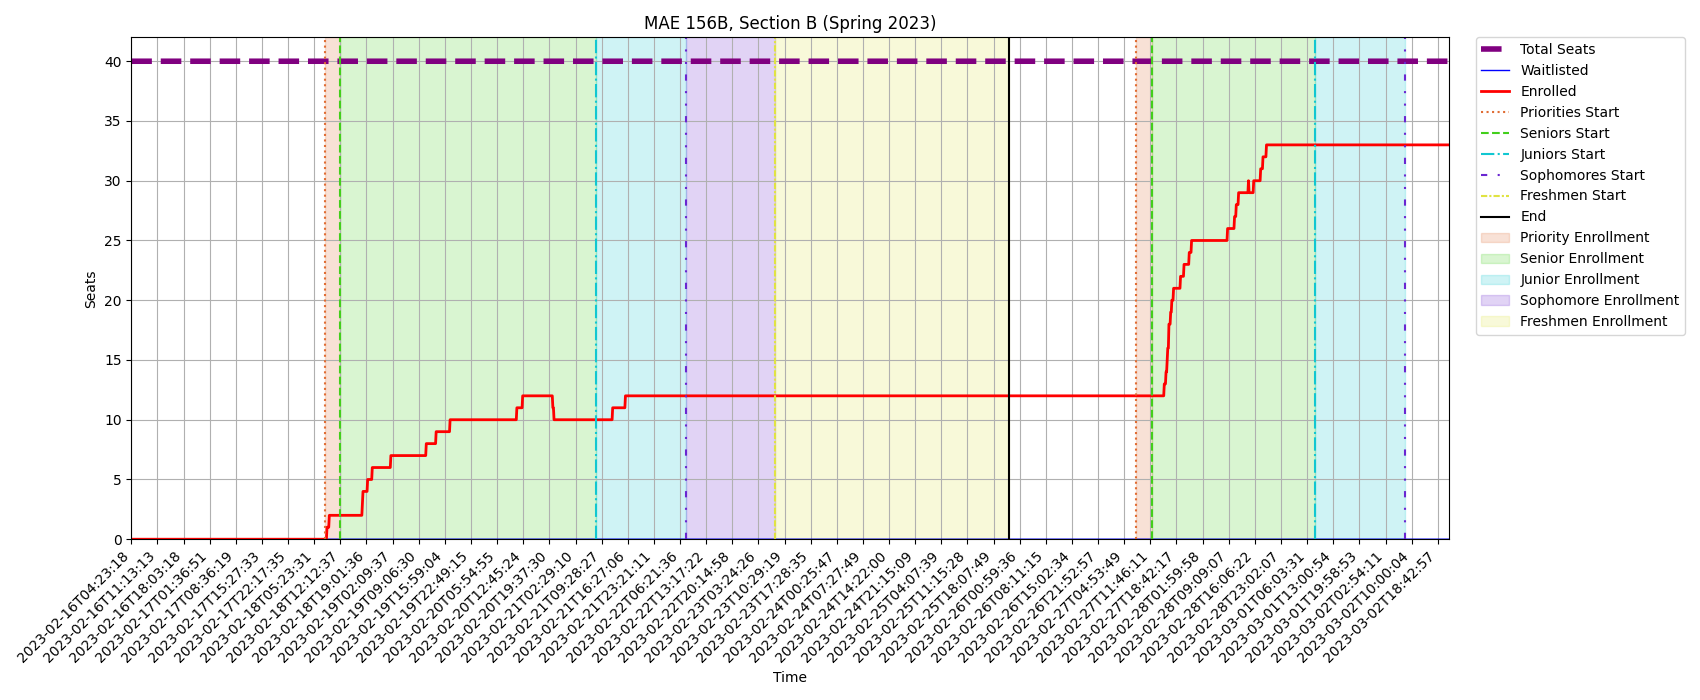 MAE 156B, Section B (Spring 2023)
Total Seats
Waitlisted
Enrolled
Priorities Start
Seniors Start
Juniors Start
Sophomores Start
Freshmen Start
End
Priority Enrollment
Senior Enrollment
Junior Enrollment
Sophomore Enrollment
Freshmen Enrollment
Seats
40
35
30
25
20
15
10
5
0
2023-02-16T04:23:18
2023-02-16T11:13:13
2023-02-16T18:03:18
2023-02-17T01:36:51
2023-02-17T08:36:19
2023-02-17T15:27:33
2023-02-17T22:17:35
2023-02-18T05:23:31
2023-02-18T12:12:37
2023-02-18T19:01:36
2023-02-19T02:09:37
2023-02-19T09:06:30
2023-02-19T15:59:04
2023-02-19T22:49:15
2023-02-20T05:54:55
2023-02-20T12:45:24
2023-02-20T19:37:30
2023-02-21T02:29:10
2023-02-21T09:28:27
2023-02-21T16:27:06
2023-02-21T23:21:11
2023-02-22T06:21:36
2023-02-22T13:17:22
2023-02-22T20:14:58
2023-02-23T03:24:26
2023-02-23T10:29:19
2023-02-23T17:28:35
2023-02-24T00:25:47
2023-02-24T07:27:49
2023-02-24T14:22:00
2023-02-24T21:15:09
2023-02-25T04:07:39
2023-02-25T11:15:28
2023-02-25T18:07:49
2023-02-26T00:59:36
2023-02-26T08:11:15
2023-02-26T15:02:34
2023-02-26T21:52:57
2023-02-27T04:53:49
2023-02-27T11:46:11
2023-02-27T18:42:17
2023-02-28T01:59:58
2023-02-28T09:09:07
2023-02-28T16:06:22
2023-02-28T23:02:07
2023-03-01T06:03:31
2023-03-01T13:00:54
2023-03-01T19:58:53
2023-03-02T02:54:11
2023-03-02T10:00:04
2023-03-02T18:42:57
Time